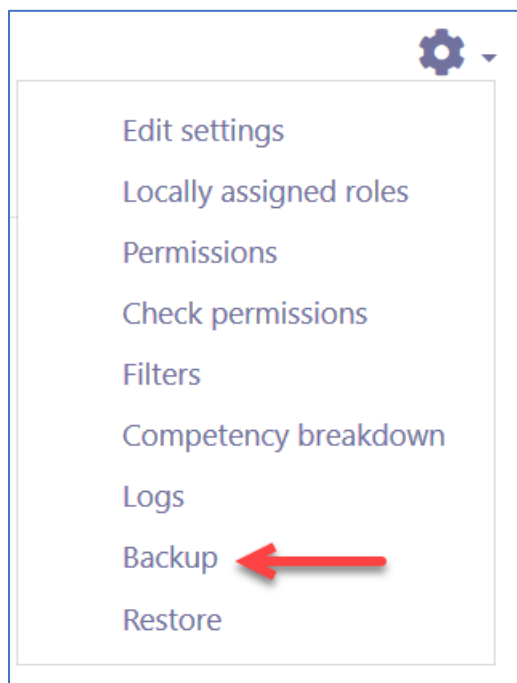 Edit settings
Locally assigned roles
Permissions
Check permissions
Filters
Competency breakdown
Logs
Backup
Restore